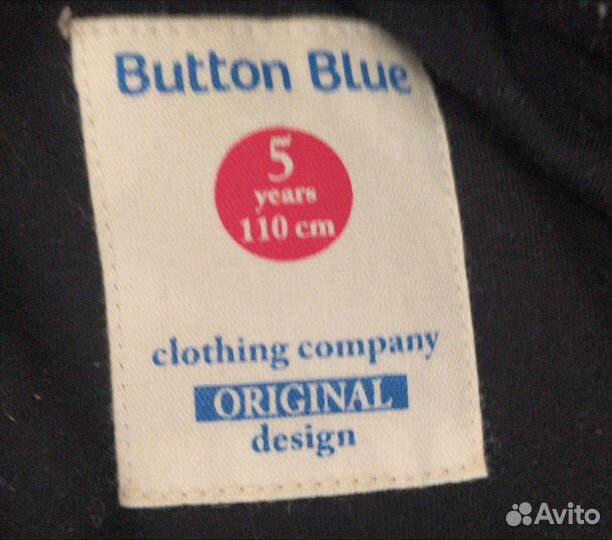 Button Blue
5
years
110 cm
clothing company
ORIGINAL
design
Avito